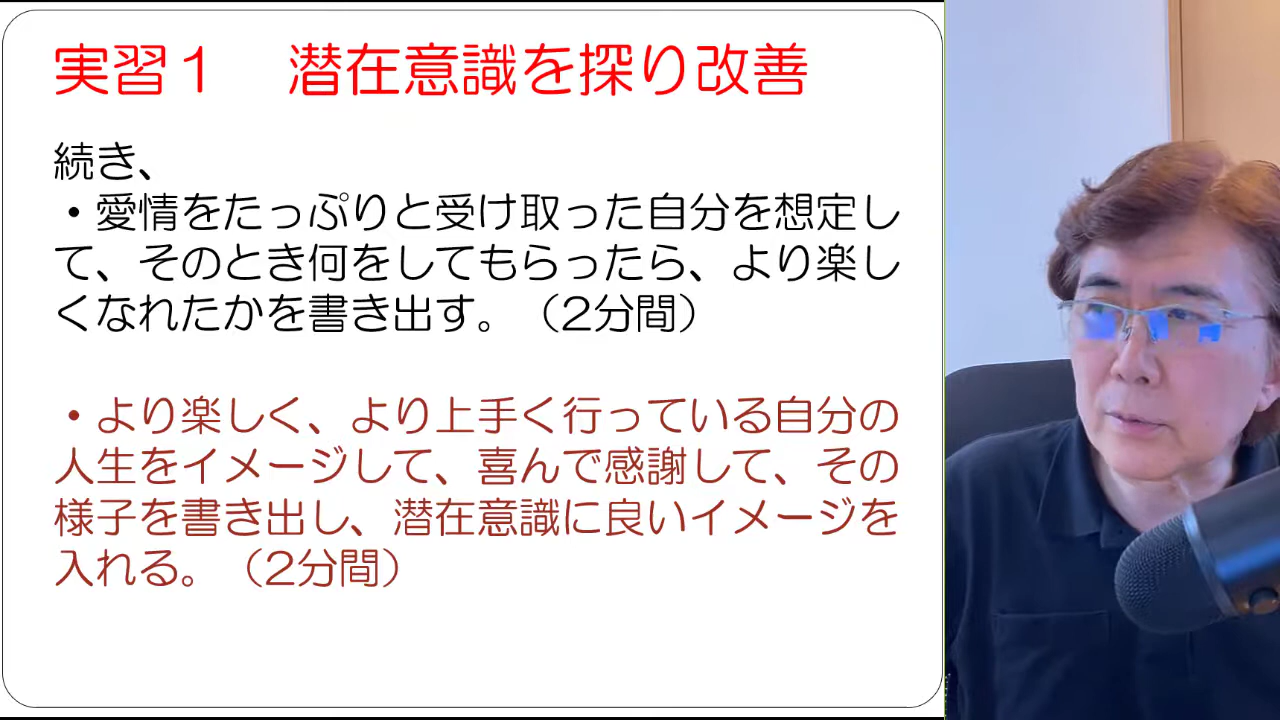 実習１　潜在意識を探り改善
続き、
・愛情をたっぷりと受け取った自分を想定し
て、そのとき何をしてもらったら、より楽し
くなれたかを書き出す。（2分間）
・より楽しく、より上手く行っている自分の
人生をイメージして、喜んで感謝して、その
様子を書き出し、潜在意識に良いイメージを
入れる。（2分間）